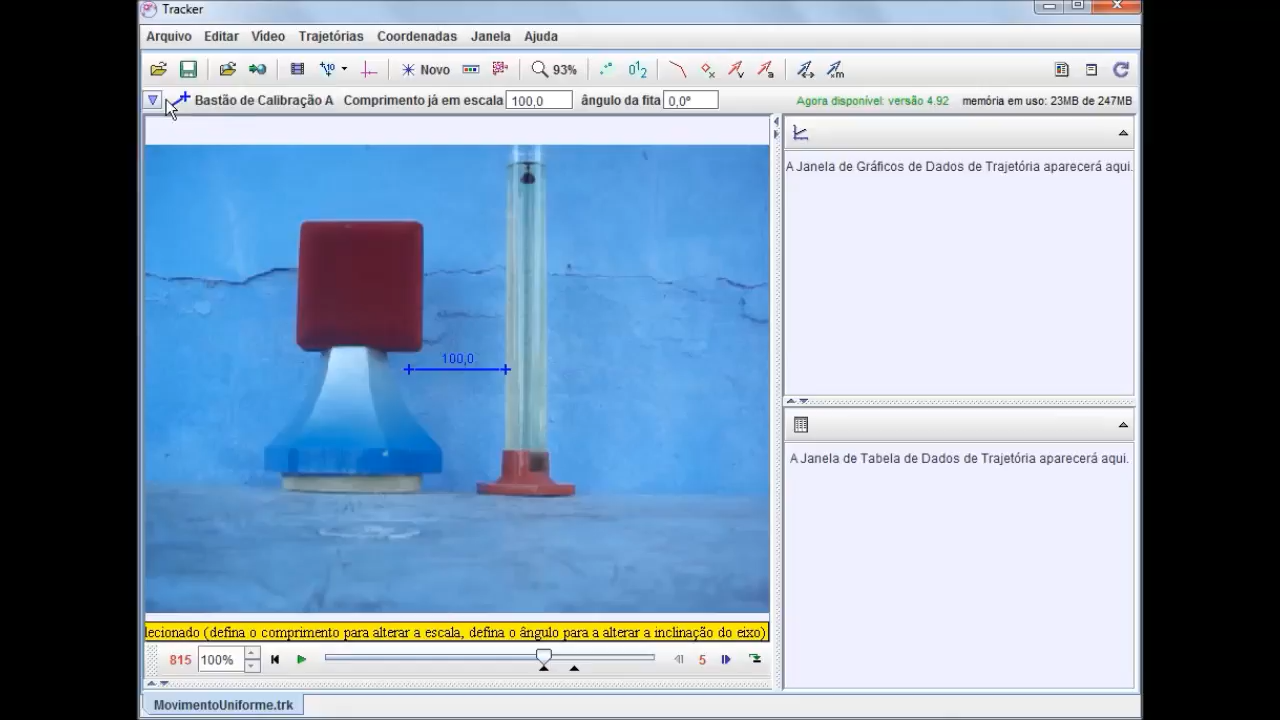 Tracker
Arquivo Editar Vídeo Trajetórias Coordenadas Janela Ajuda
Novo 93%
Bastão de Calibração A Comprimento já em escala 100,0 ângulo da fita 0,0º Agora disponível: versão 4.92 memória em uso: 23MB de 247MB
A Janela de Gráficos de Dados de Trajetória aparecerá aqui.
100,0
A Janela de Tabela de Dados de Trajetória aparecerá aqui.
lecionado (defina o comprimento para alterar a escala, defina o ângulo para a alterar a inclinação do eixo)
815 100% 5
MovimentoUniforme.trk